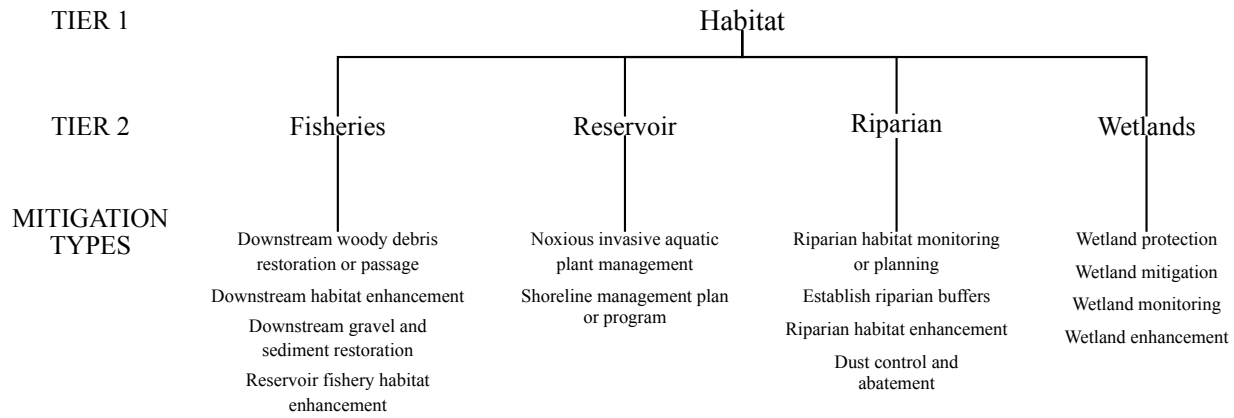 TIER 1
Habitat
TIER 2
Fisheries
Reservoir
Riparian
Wetlands
MITIGATION
TYPES
Downstream woody debris
restoration or passage
Downstream habitat enhancement
Downstream gravel and
sediment restoration
Reservoir fishery habitat
enhancement
Noxious invasive aquatic
plant management
Shoreline management plan
or program
Riparian habitat monitoring
or planning
Establish riparian buffers
Riparian habitat enhancement
Dust control and
abatement
Wetland protection
Wetland mitigation
Wetland monitoring
Wetland enhancement